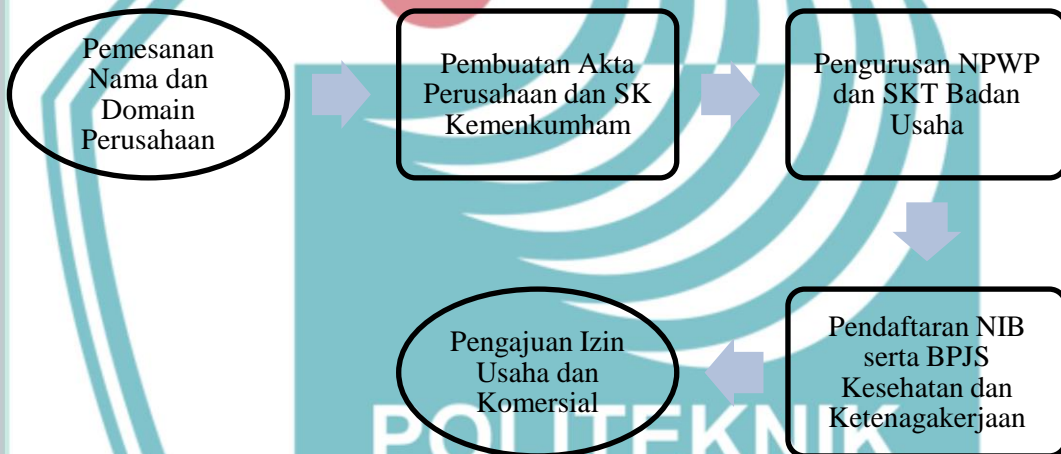 Pemesanan
Nama dan
Domain
Perusahaan
Pembuatan Akta
Perusahaan dan SK
Kemenkumham
Pengurusan NPWP
dan SKT Badan
Usaha
Pendaftaran NIB
serta BPJS
Kesehatan dan
Ketenagakerjaan
Pengajuan Izin
Usaha dan
Komersial
POLITEKNIK